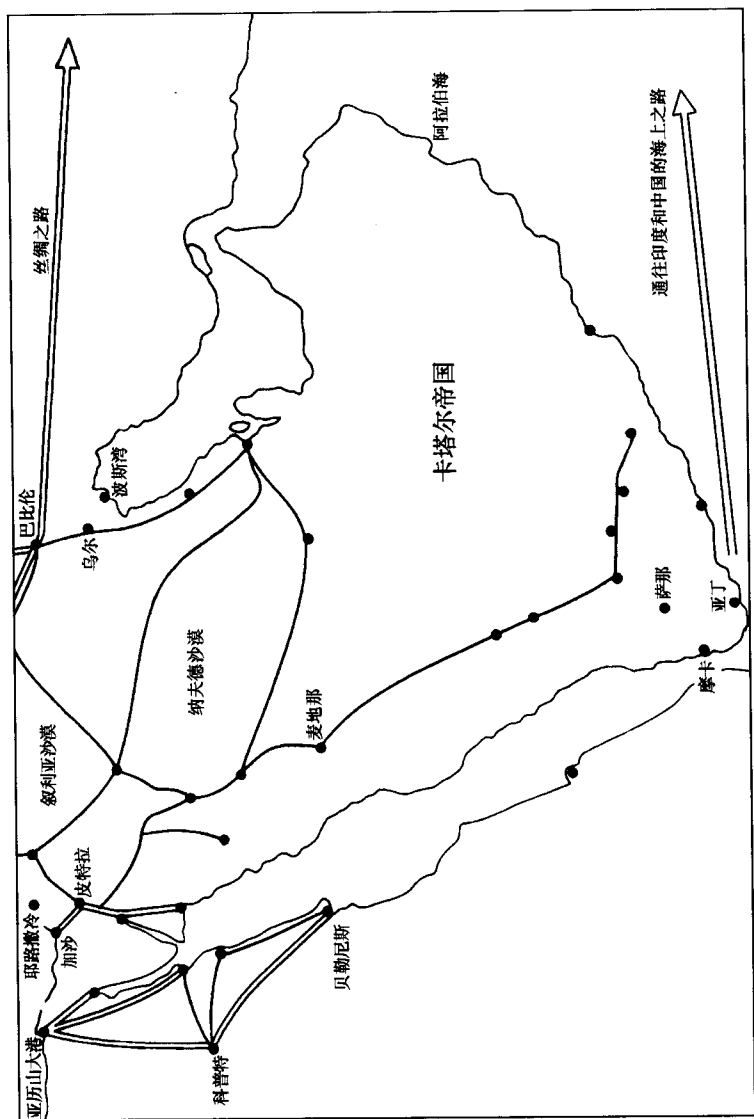 丝绸之路
阿拉伯海
通往印度和中国的海上之路
巴比伦
波斯湾
乌尔
卡塔尔帝国
叙利亚沙漠
纳夫德沙漠
麦地那
萨那
亚丁
摩卡
耶路撒冷
皮特拉
加沙
贝勒尼斯
亚历山大港
科普特